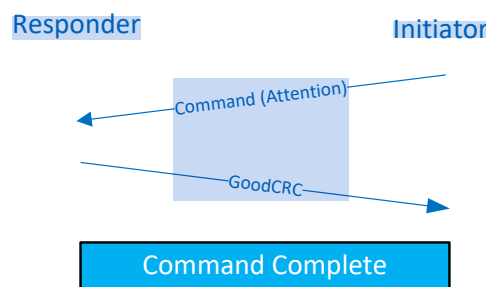 Responder
Initiator
Command (Attention)
GoodCRC
Command Complete